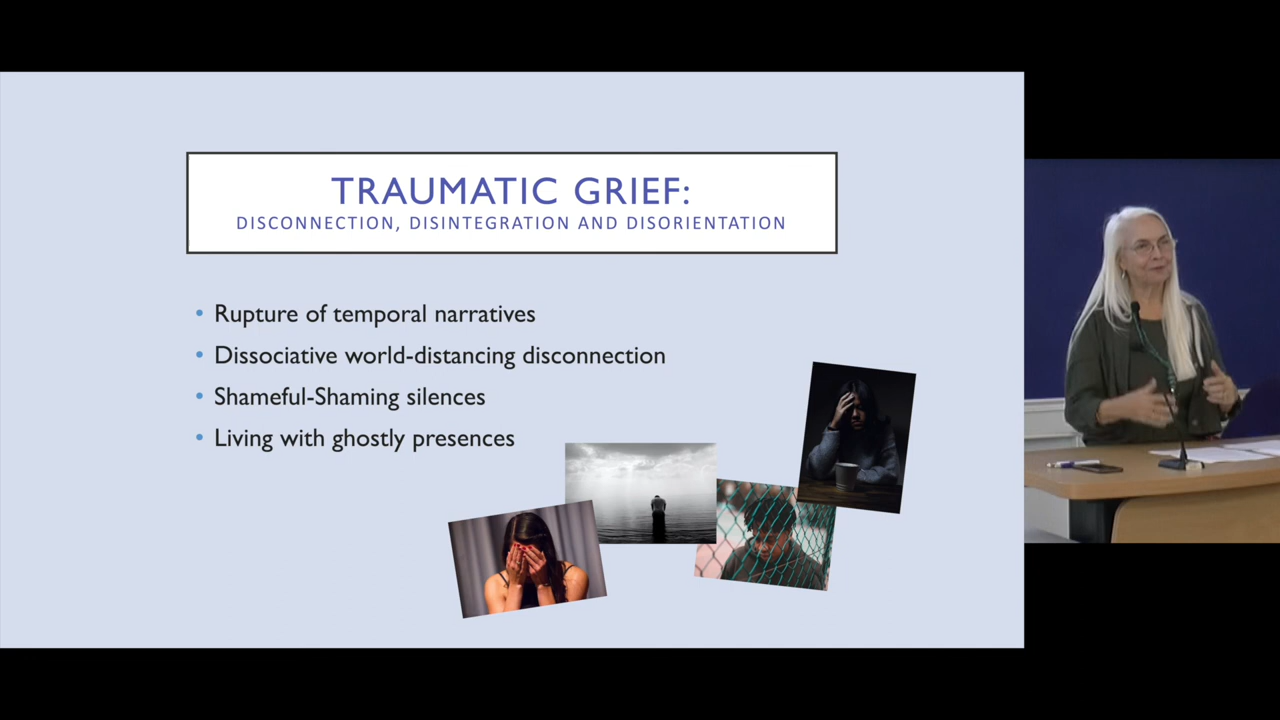 TRAUMATIC GRIEF:
DISCONNECTION, DISINTEGRATION AND DISORIENTATION
• Rupture of temporal narratives
• Dissociative world-distancing disconnection
• Shameful-Shaming silences
• Living with ghostly presences